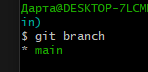 Дарта@DESKTOP-7LCM
in)
$ git branch
* main